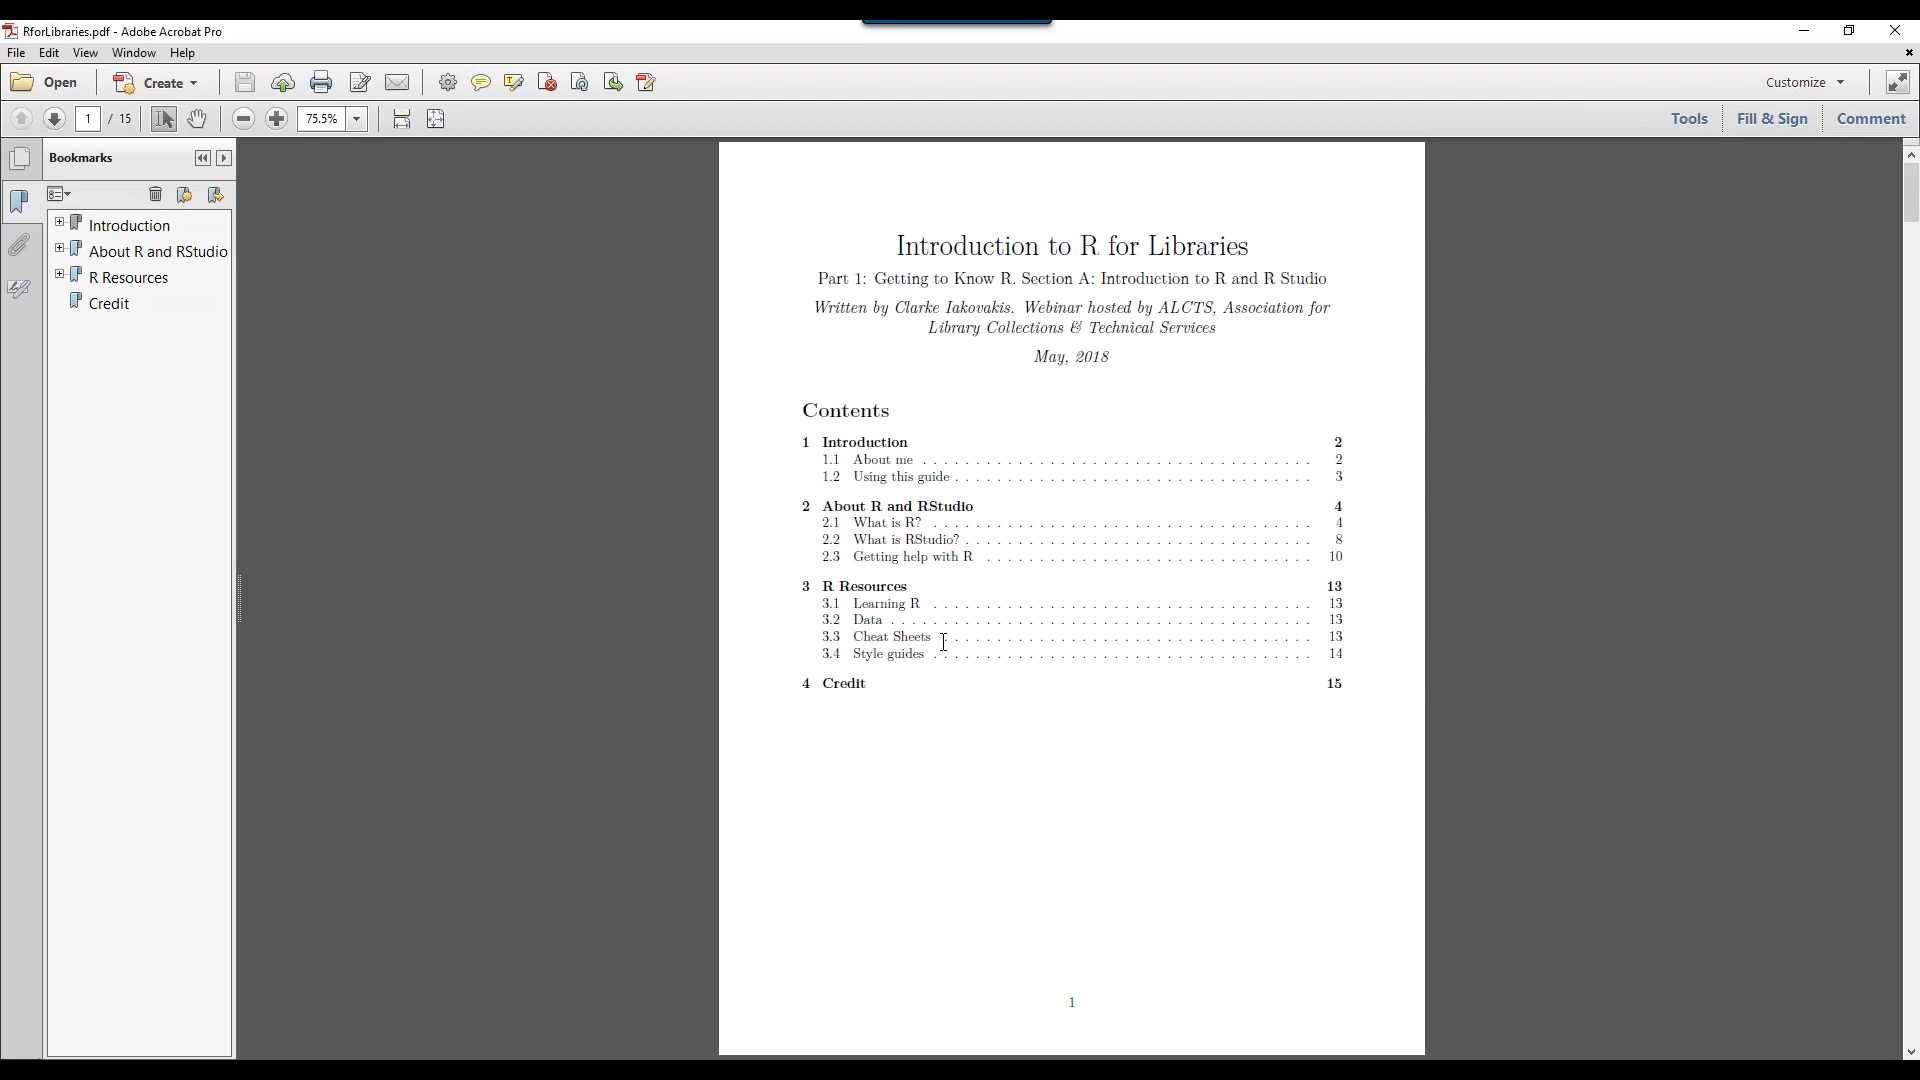 RforLibraries.pdf - Adobe Acrobat Pro
File Edit View Window Help
Open Create Customize
1 / 15 75.5% Tools Fill & Sign Comment
Bookmarks
Introduction
About R and RStudio
R Resources
Credit
Introduction to R for Libraries
Part 1: Getting to Know R. Section A: Introduction to R and R Studio
Written by Clarke Iakovakis. Webinar hosted by ALCTS, Association for
Library Collections & Technical Services
May, 2018
Contents
1 Introduction 2
1.1 About me . . . . . . . . . . . . . . . . . . . . . . . . . . . . . . . . . . . . . 2
1.2 Using this guide . . . . . . . . . . . . . . . . . . . . . . . . . . . . . . . . . . 3
2 About R and RStudio 4
2.1 What is R? . . . . . . . . . . . . . . . . . . . . . . . . . . . . . . . . . . . . 4
2.2 What is RStudio? . . . . . . . . . . . . . . . . . . . . . . . . . . . . . . . . . 8
2.3 Getting help with R . . . . . . . . . . . . . . . . . . . . . . . . . . . . . . . 10
3 R Resources 13
3.1 Learning R . . . . . . . . . . . . . . . . . . . . . . . . . . . . . . . . . . . . 13
3.2 Data . . . . . . . . . . . . . . . . . . . . . . . . . . . . . . . . . . . . . . . . 13
3.3 Cheat Sheets . . . . . . . . . . . . . . . . . . . . . . . . . . . . . . . . . . . 13
3.4 Style guides . . . . . . . . . . . . . . . . . . . . . . . . . . . . . . . . . . . . 14
4 Credit 15
1